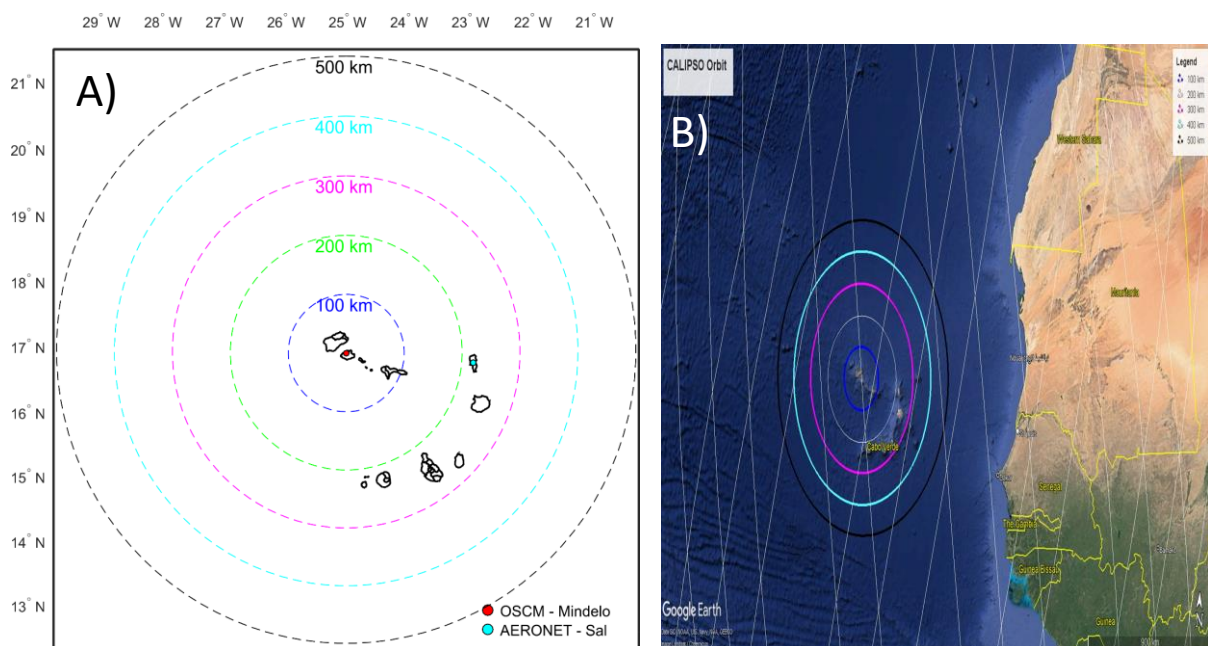 29° W 28° W 27° W 26° W 25° W 24° W 23° W 22° W 21° W
A)
500 km
21° N
400 km
20° N
300 km
19° N
200 km
18° N
100 km
17° N
16° N
15° N
14° N
13° N
OSCM - Mindelo
AERONET - Sal
CALIPSO Orbit
B)
Legend
100 km
200 km
300 km
400 km
500 km
Western Sahara
Mauritania
Cabo Verde
Senegal
The Gambia
Guinea Bissau
Guinea
Google Earth
N